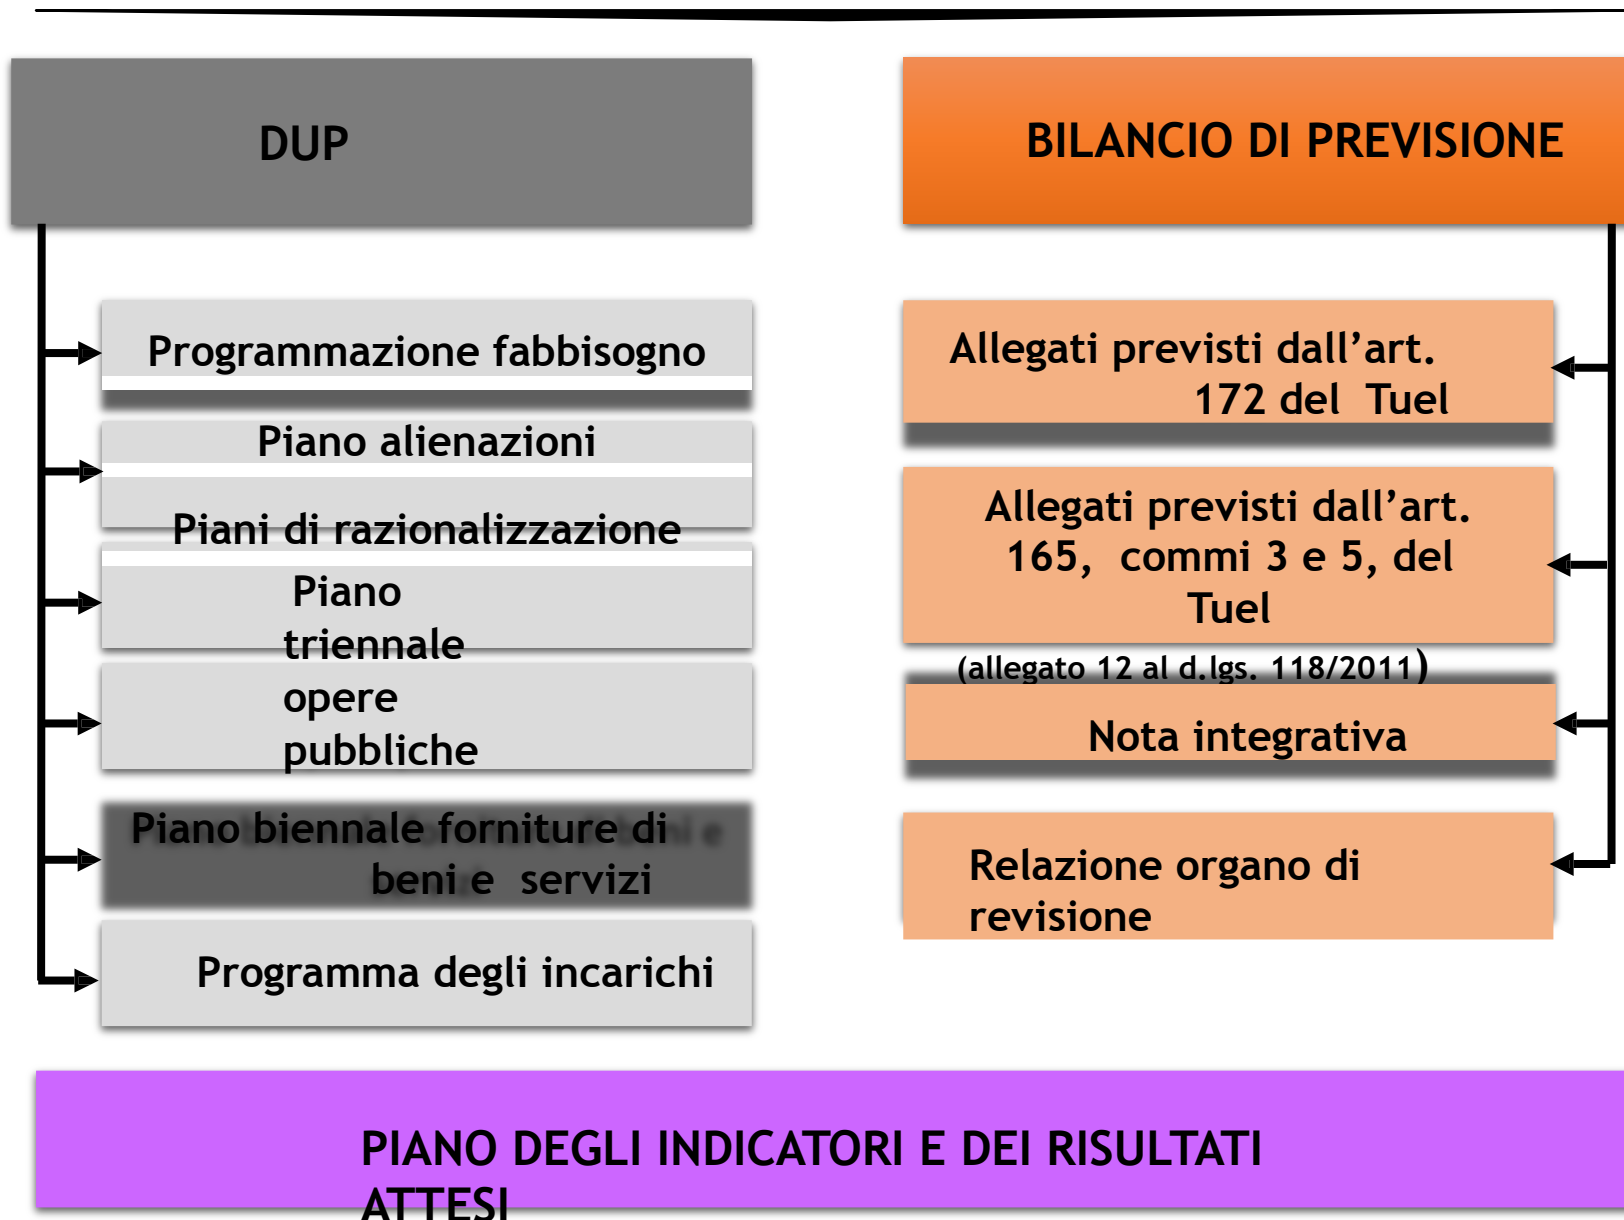 DUP
Programmazione fabbisogno
Piano alienazioni
Piani di razionalizzazione
Piano
triennale
opere
pubbliche
Piano biennale forniture di
beni e servizi
Programma degli incarichi
BILANCIO DI PREVISIONE
Allegati previsti dall’art.
172 del Tuel
Allegati previsti dall’art.
165, commi 3 e 5, del
Tuel
(allegato 12 al d.lgs. 118/2011)
Nota integrativa
Relazione organo di
revisione
PIANO DEGLI INDICATORI E DEI RISULTATI
ATTESI